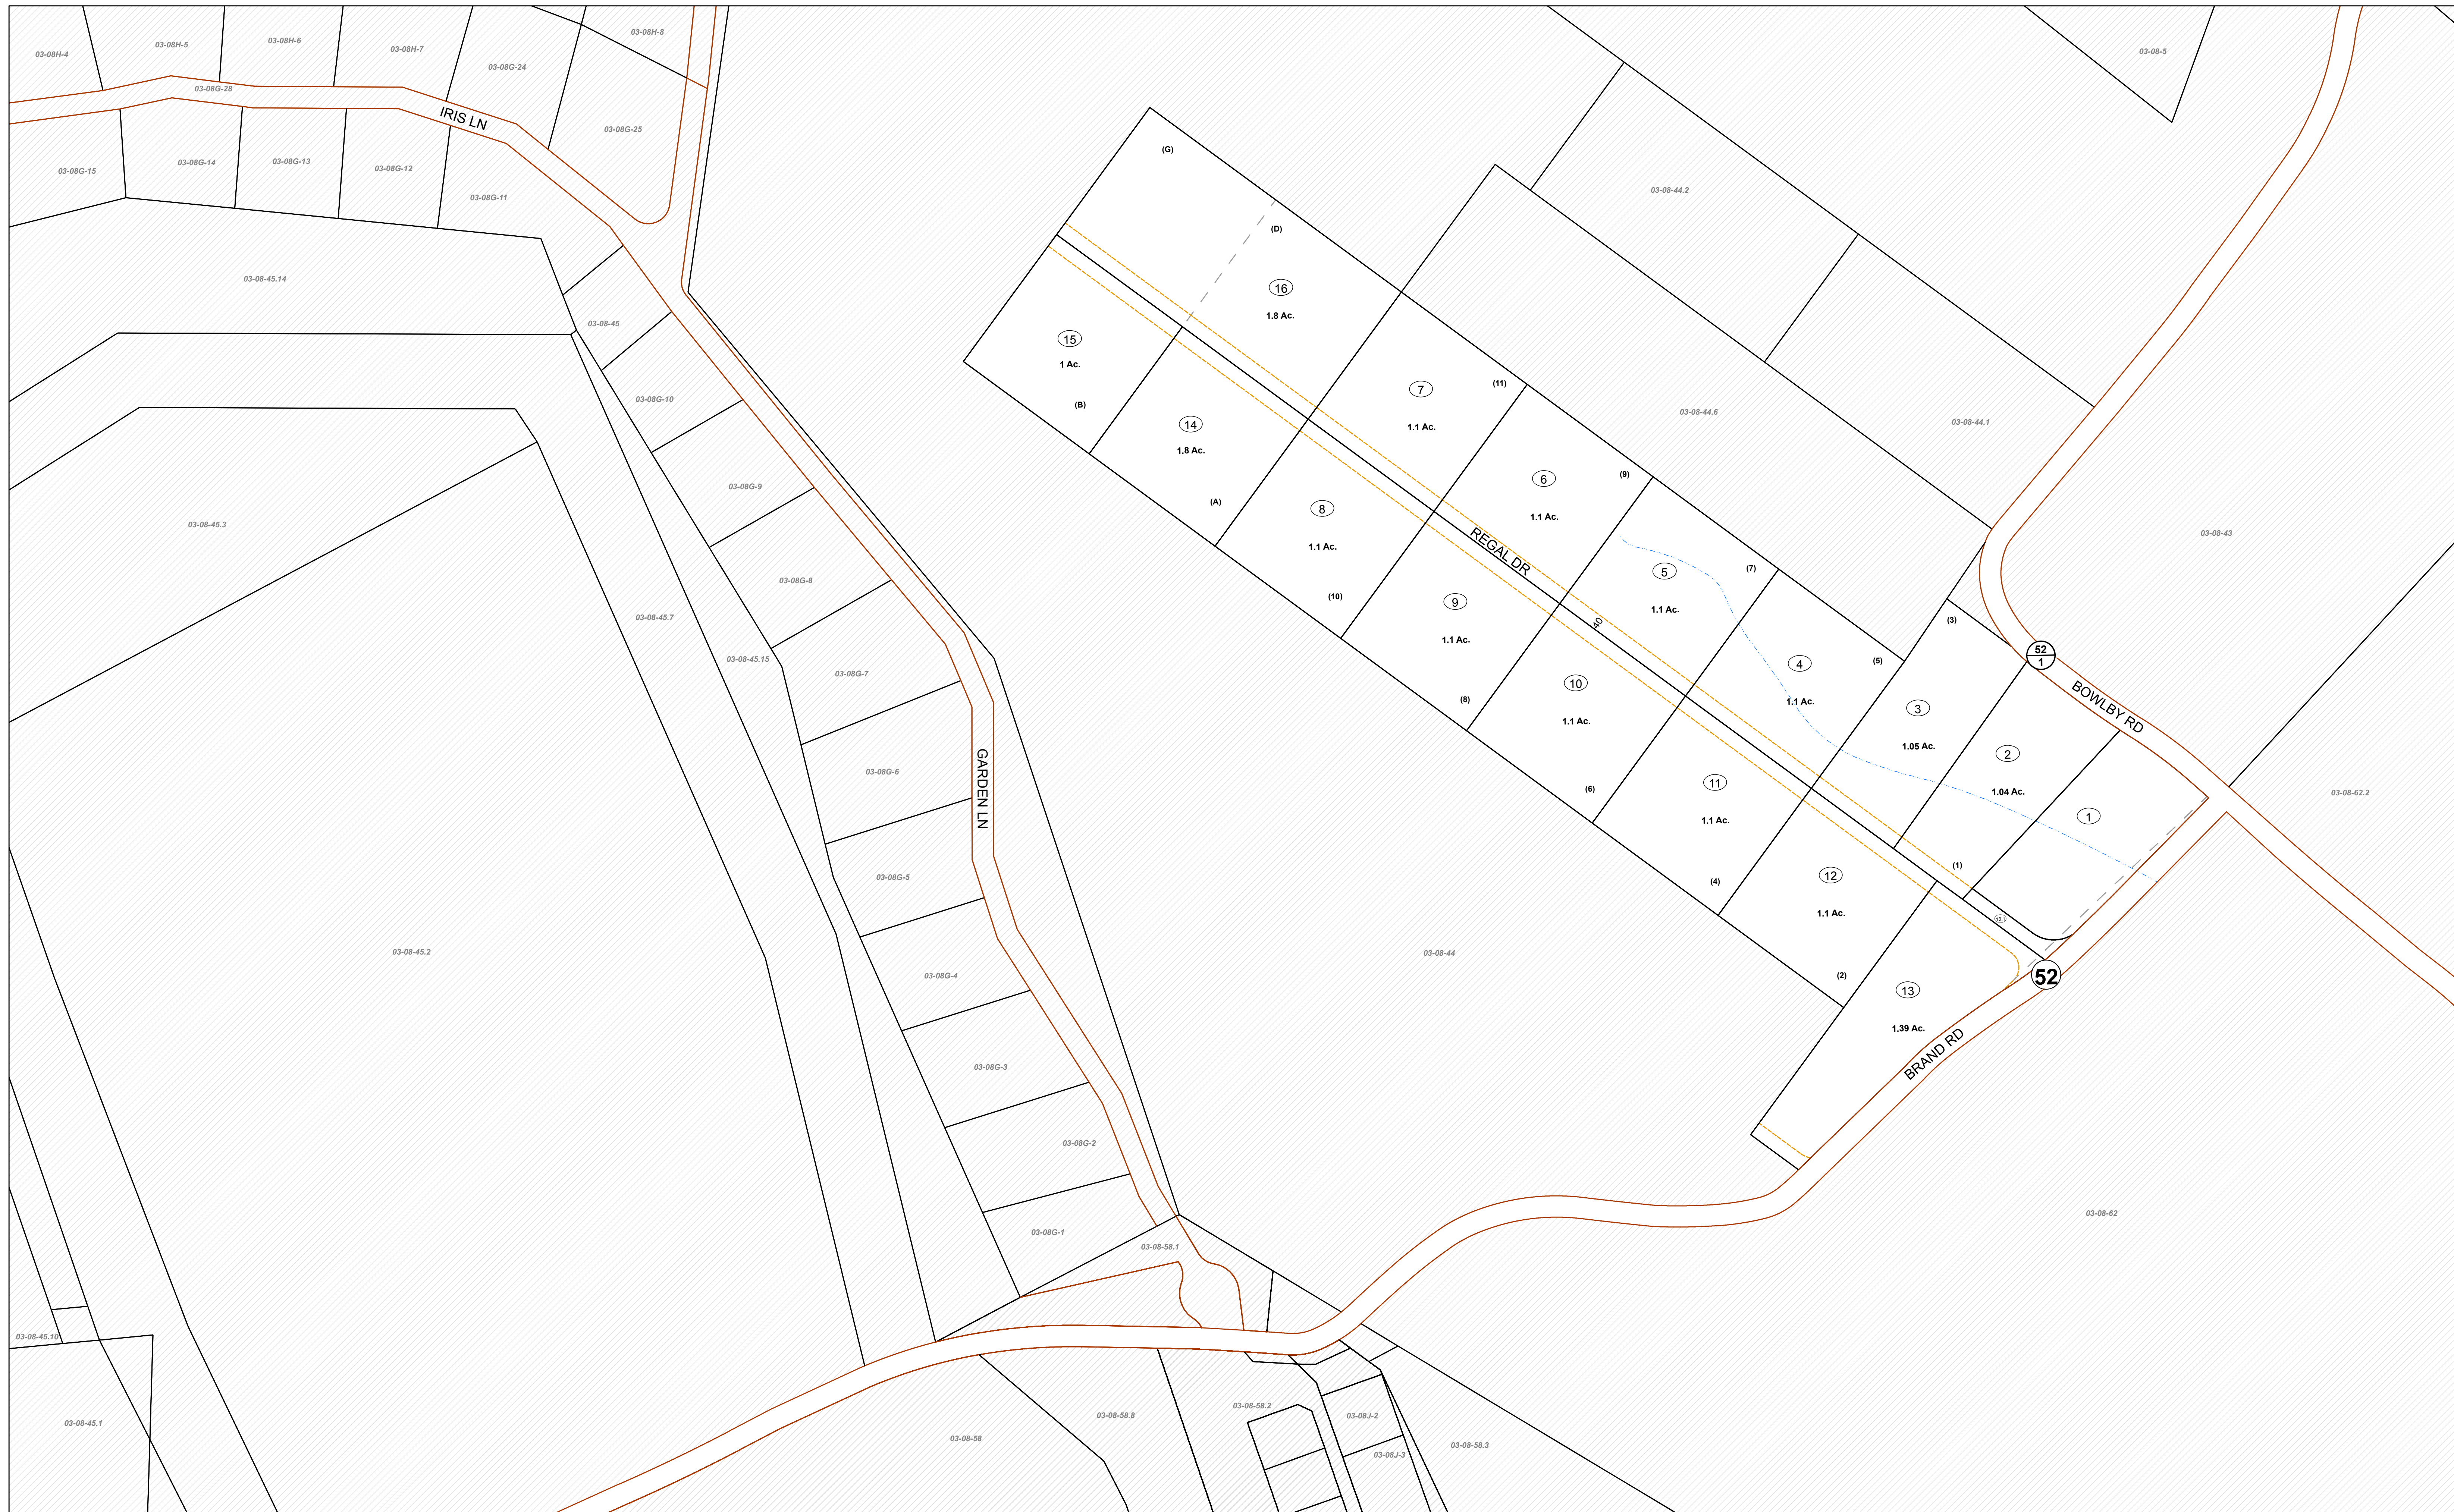 03-08H-4
03-08H-5
03-08H-6
03-08H-7
03-08G-24
03-08H-8
03-08-5
03-08G-28
IRIS LN
03-08G-25
03-08G-15
03-08G-14
03-08G-13
03-08G-12
03-08G-11
(G)
03-08-44.2
(D)
03-08-45.14
16
1.8 Ac.
03-08-45
15
1 Ac.
(B)
03-08G-10
7
(11)
1.1 Ac.
03-08-44.6
03-08-44.1
14
1.8 Ac.
(A)
03-08G-9
6
(9)
1.1 Ac.
03-08-45.3
8
1.1 Ac.
(10)
REGAL DR
03-08-43
03-08G-8
5
(7)
1.1 Ac.
9
1.1 Ac.
(8)
40
03-08-45.7
03-08-45.15
(3)
52
1
03-08G-7
4
(5)
1.1 Ac.
BOWLBY RD
10
1.1 Ac.
(6)
3
1.05 Ac.
2
1.04 Ac.
03-08G-6
GARDEN LN
11
1.1 Ac.
(4)
03-08-62.2
1
(1)
03-08G-5
12
1.1 Ac.
(2)
13.1
03-08-45.2
03-08-44
03-08G-4
52
13
1.39 Ac.
BRAND RD
03-08G-3
03-08G-2
03-08-62
03-08G-1
03-08-58.1
03-08-45.10
03-08-45.1
03-08-58.8
03-08-58.2
03-08J-2
03-08-58
03-08-58.3
03-08J-3